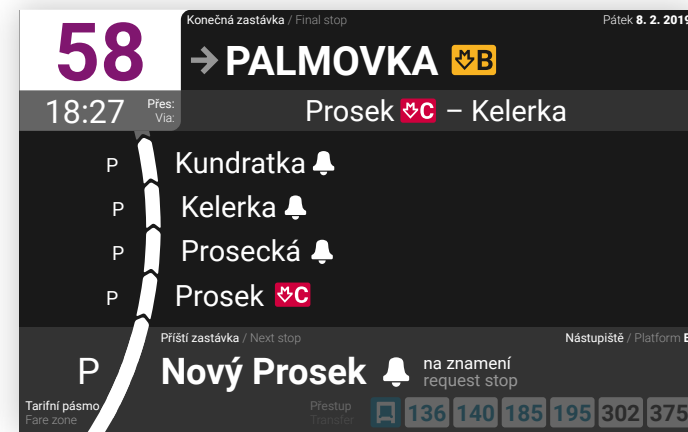 58
Konečná zastávka / Final stop
Pátek 8. 2. 2019
PALMOVKA B
18:27
Přes:
Via:
Prosek C – Kelerka
P Kundratka
P Kelerka
P Prosecká
P Prosek C
Příští zastávka / Next stop
Nástupiště / Platform
P
Nový Prosek
na znamení
request stop
Tarifní pásmo
Fare zone
Přestup
Transfer
136 140 185 195 302 375